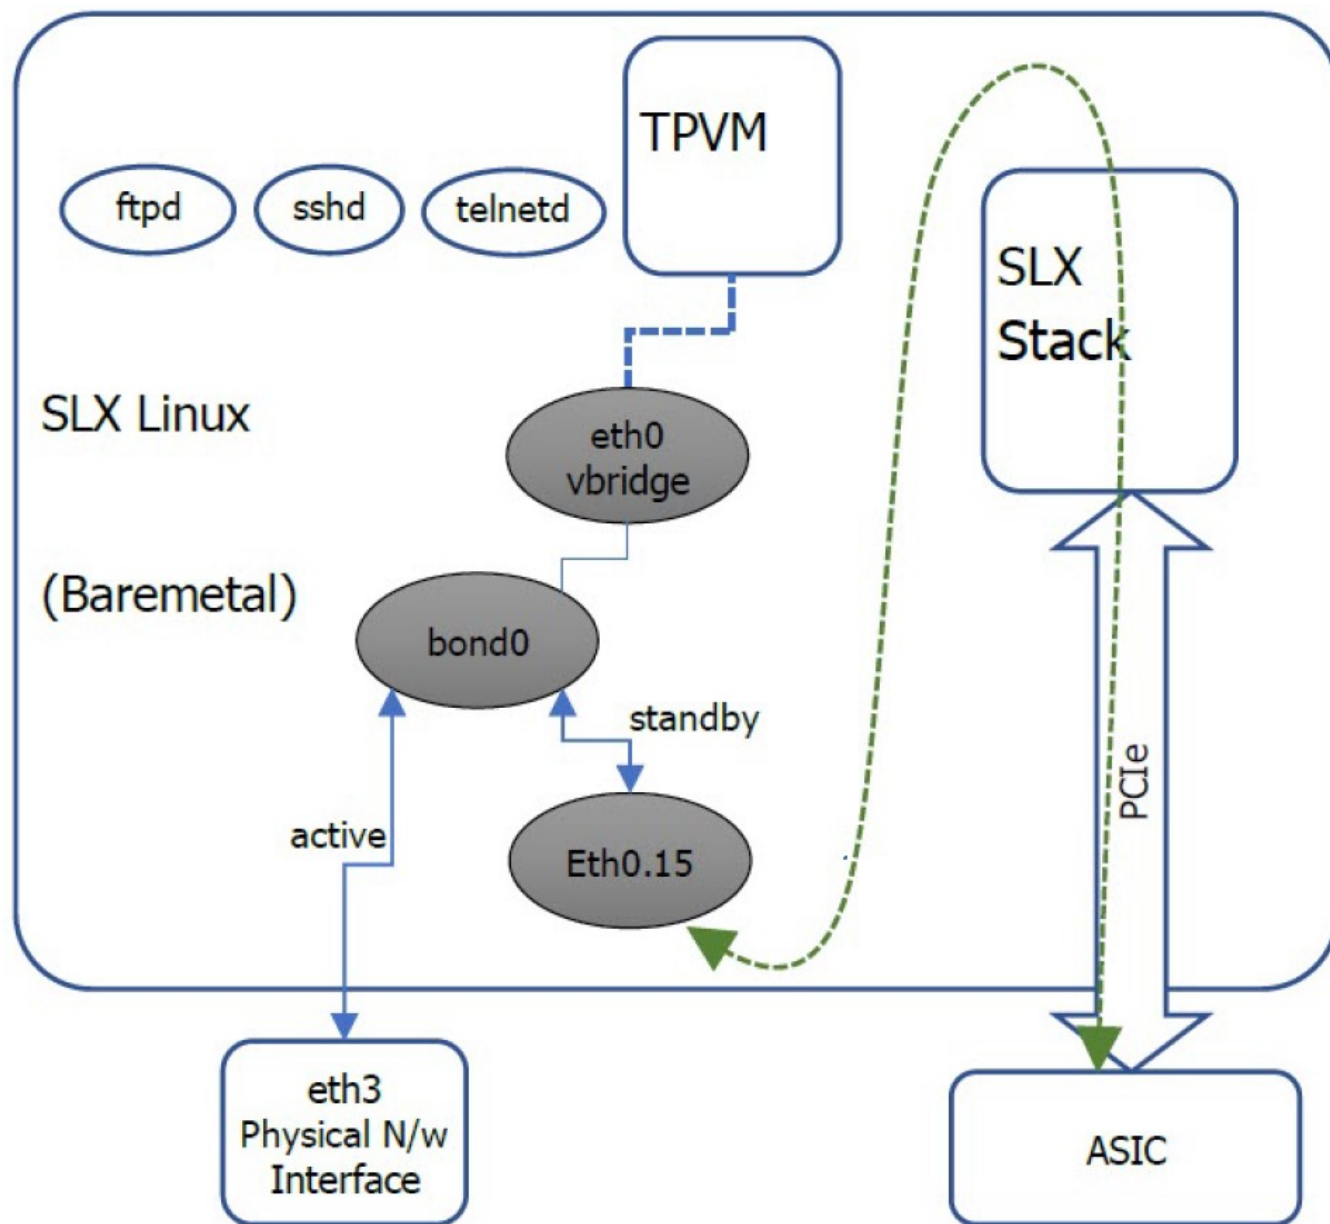 TPVM
ftpd
sshd
telnetd
SLX
Stack
SLX Linux
eth0
vbridge
(Baremetal)
bond0
standby
PCIe
active
Eth0.15
eth3
Physical N/w
Interface
ASIC